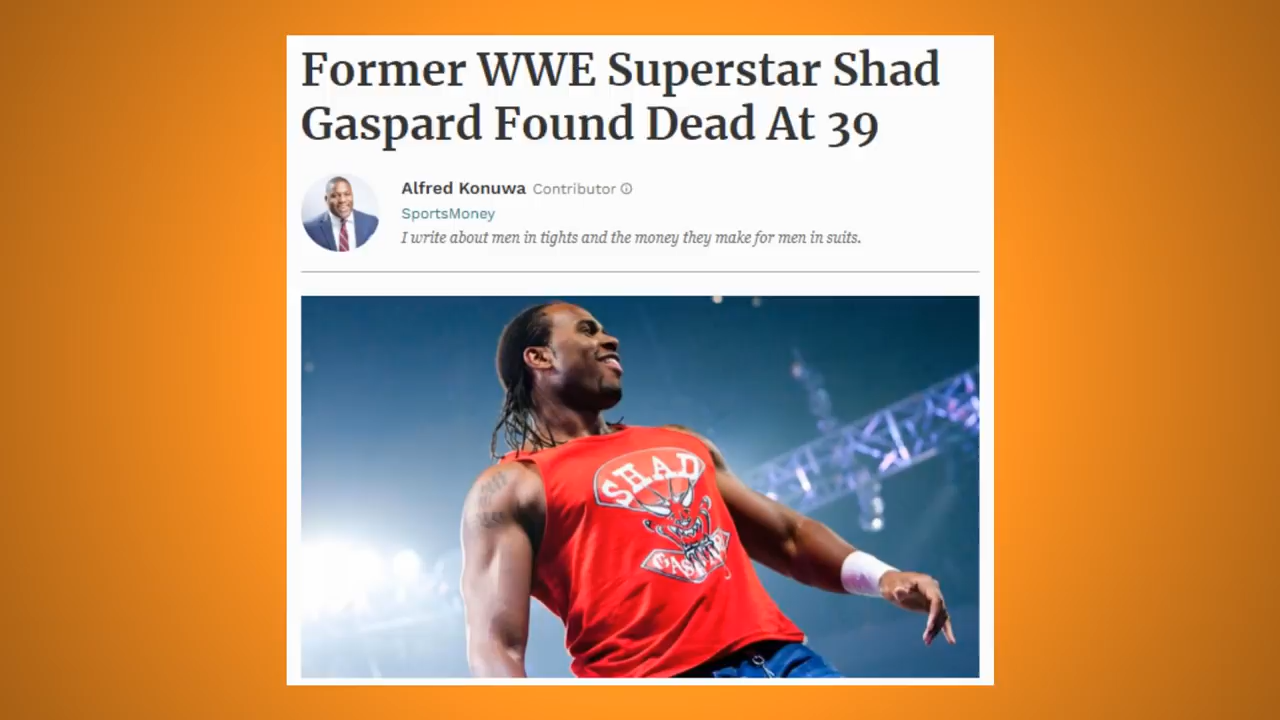 Former WWE Superstar Shad
Gaspard Found Dead At 39
Alfred Konuwa Contributor
SportsMoney
I write about men in tights and the money they make for men in suits.
SHAD